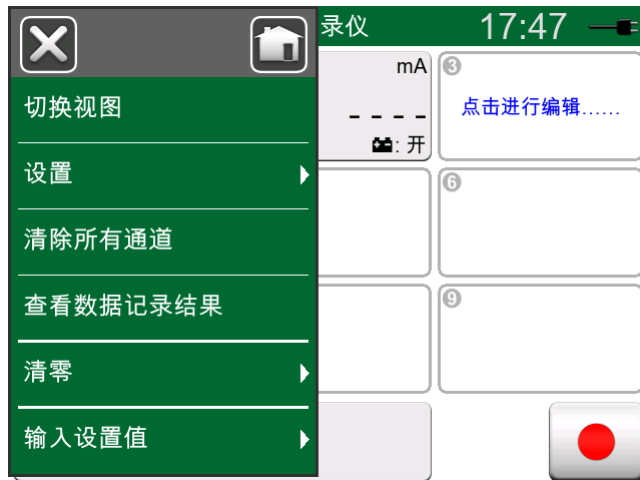 录仪
17:47
切换视图
设置
清除所有通道
查看数据记录结果
清零
输入设置值
mA
- - - -
: 开
3
点击进行编辑......
6
9